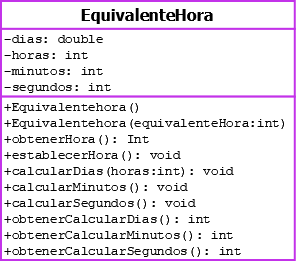 EquivalenteHora
-dias: double
-horas: int
-minutos: int
-segundos: int
+Equivalentehora()
+Equivalentehora(equivalenteHora:int)
+obtenerHora(): Int
+establecerHora(): void
+calcularDias(horas:int): void
+calcularMinutos(): void
+calcularSegundos(): void
+obtenerCalcularDias(): int
+obtenerCalcularMinutos(): int
+obtenerCalcularSegundos(): int